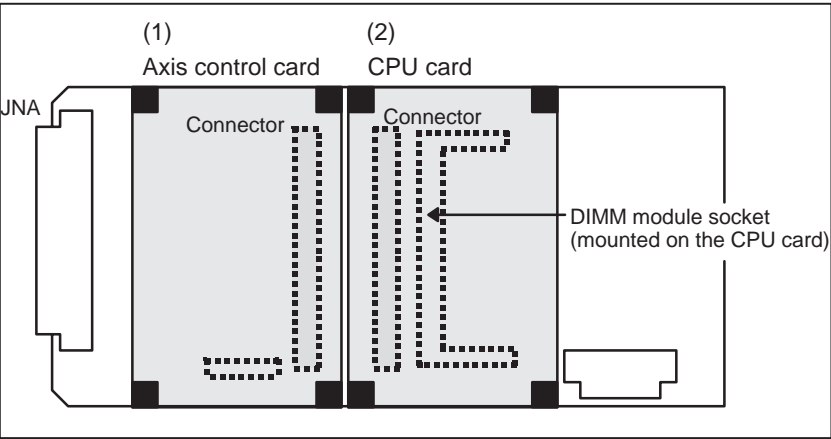 (1)
Axis control card
(2)
CPU card
JNA
Connector
Connector
DIMM module socket
(mounted on the CPU card)